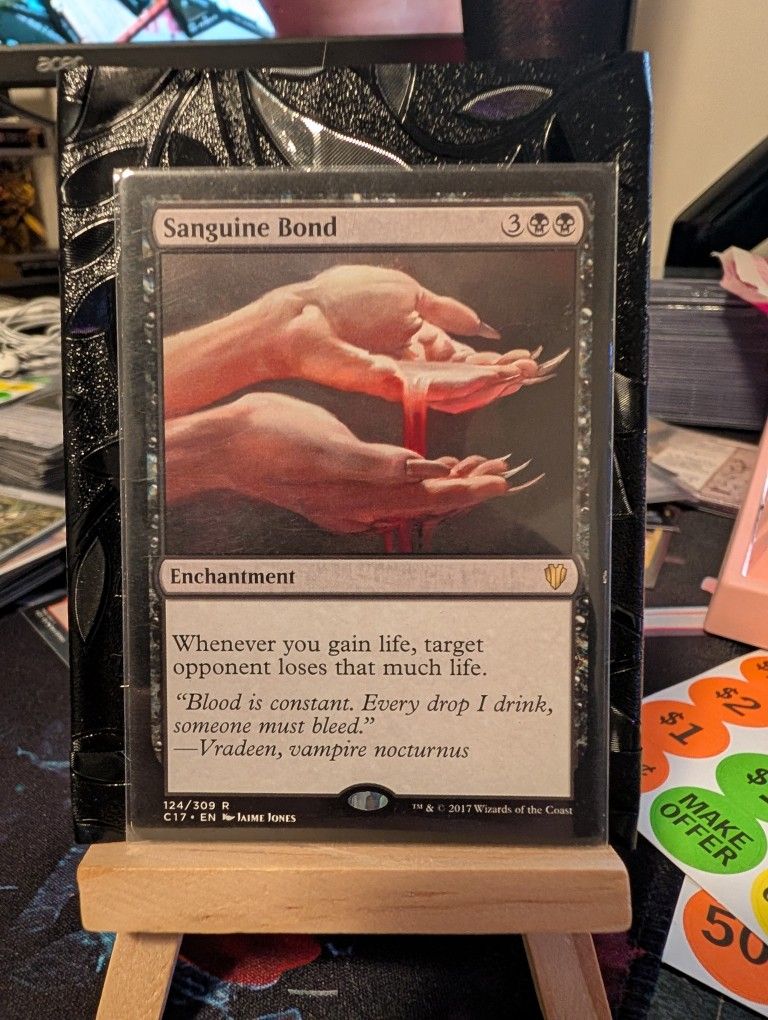 acer
Sanguine Bond 3
Enchantment
Whenever you gain life, target
opponent loses that much life.
“Blood is constant. Every drop I drink,
someone must bleed.”
—Vradeen, vampire nocturnus
124/309 R
C17 • EN Jaime Jones
™ & © 2017 Wizards of the Coast
$2
$1
MAKE
OFFER
50